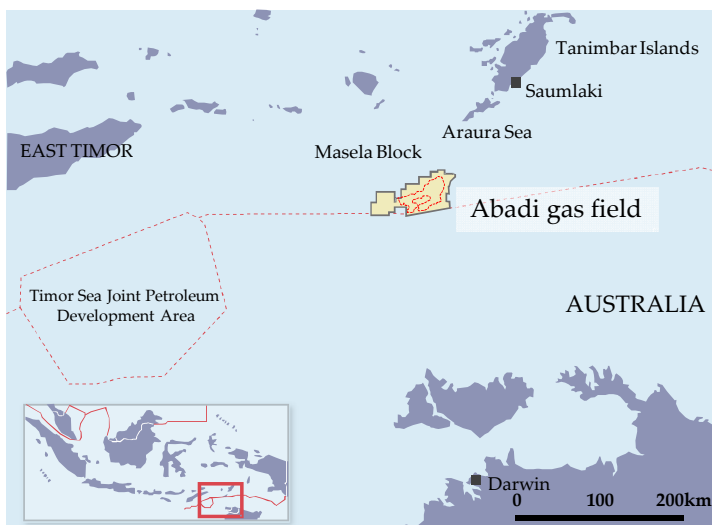 Tanimbar Islands
Saumlaki
Araura Sea
EAST TIMOR
Masela Block
Abadi gas field
Timor Sea Joint Petroleum
Development Area
AUSTRALIA
Darwin
0 100 200km